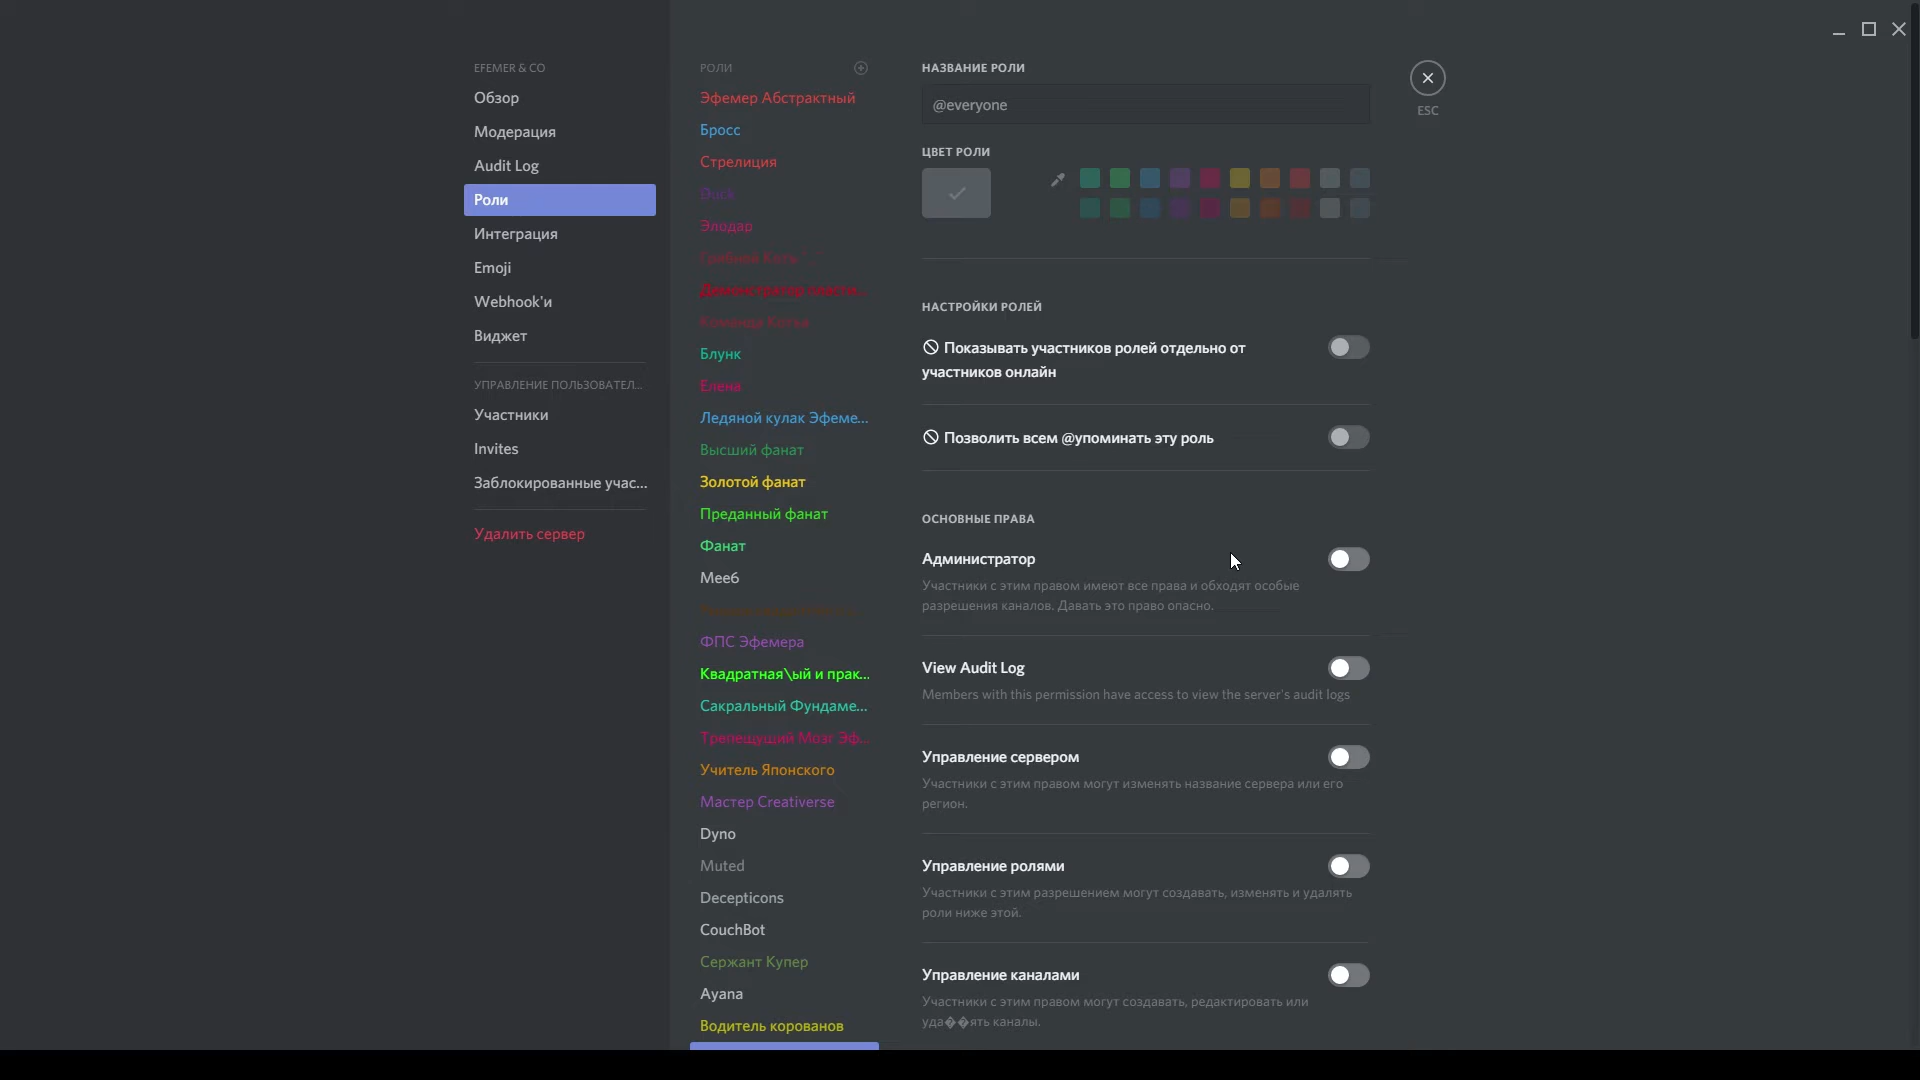 EFEMER & CO
Обзор
Модерация
Audit Log
Роли
Интеграция
Emoji
Webhook'и
Виджет
УПРАВЛЕНИЕ ПОЛЬЗОВАТЕЛ...
Участники
Invites
Заблокированные учас...
Удалить сервер
РОЛИ
Эфемер Абстрактный
Бросс
Стрелиция
Duck
Элодар
Блунк
Елена
Ледяной кулак Эфеме...
Высший фанат
Золотой фанат
Преданный фанат
Фанат
Mee6
ФПС Эфемера
Квадратная\ый и прак...
Сакральный Фундаме...
Трепещущий Мозг Эф...
Учитель Японского
Мастер Creativerse
Dyno
Muted
Decepticons
CouchBot
Сержант Купер
Ayana
Водитель корованов
НАЗВАНИЕ РОЛИ
@everyone
ЦВЕТ РОЛИ
НАСТРОЙКИ РОЛЕЙ
Показывать участников ролей отдельно от
участников онлайн
Позволить всем @упоминать эту роль
ОСНОВНЫЕ ПРАВА
Администратор
Участники с этим правом имеют все права и обходят особые
разрешения каналов. Давать это право опасно.
View Audit Log
Members with this permission have access to view the server's audit logs
Управление сервером
Участники с этим правом могут изменять название сервера или его
регион.
Управление ролями
Участники с этим разрешением могут создавать, изменять и удалять
роли ниже этой.
Управление каналами
Участники с этим правом могут создавать, редактировать или
уда��ять каналы.
ESC